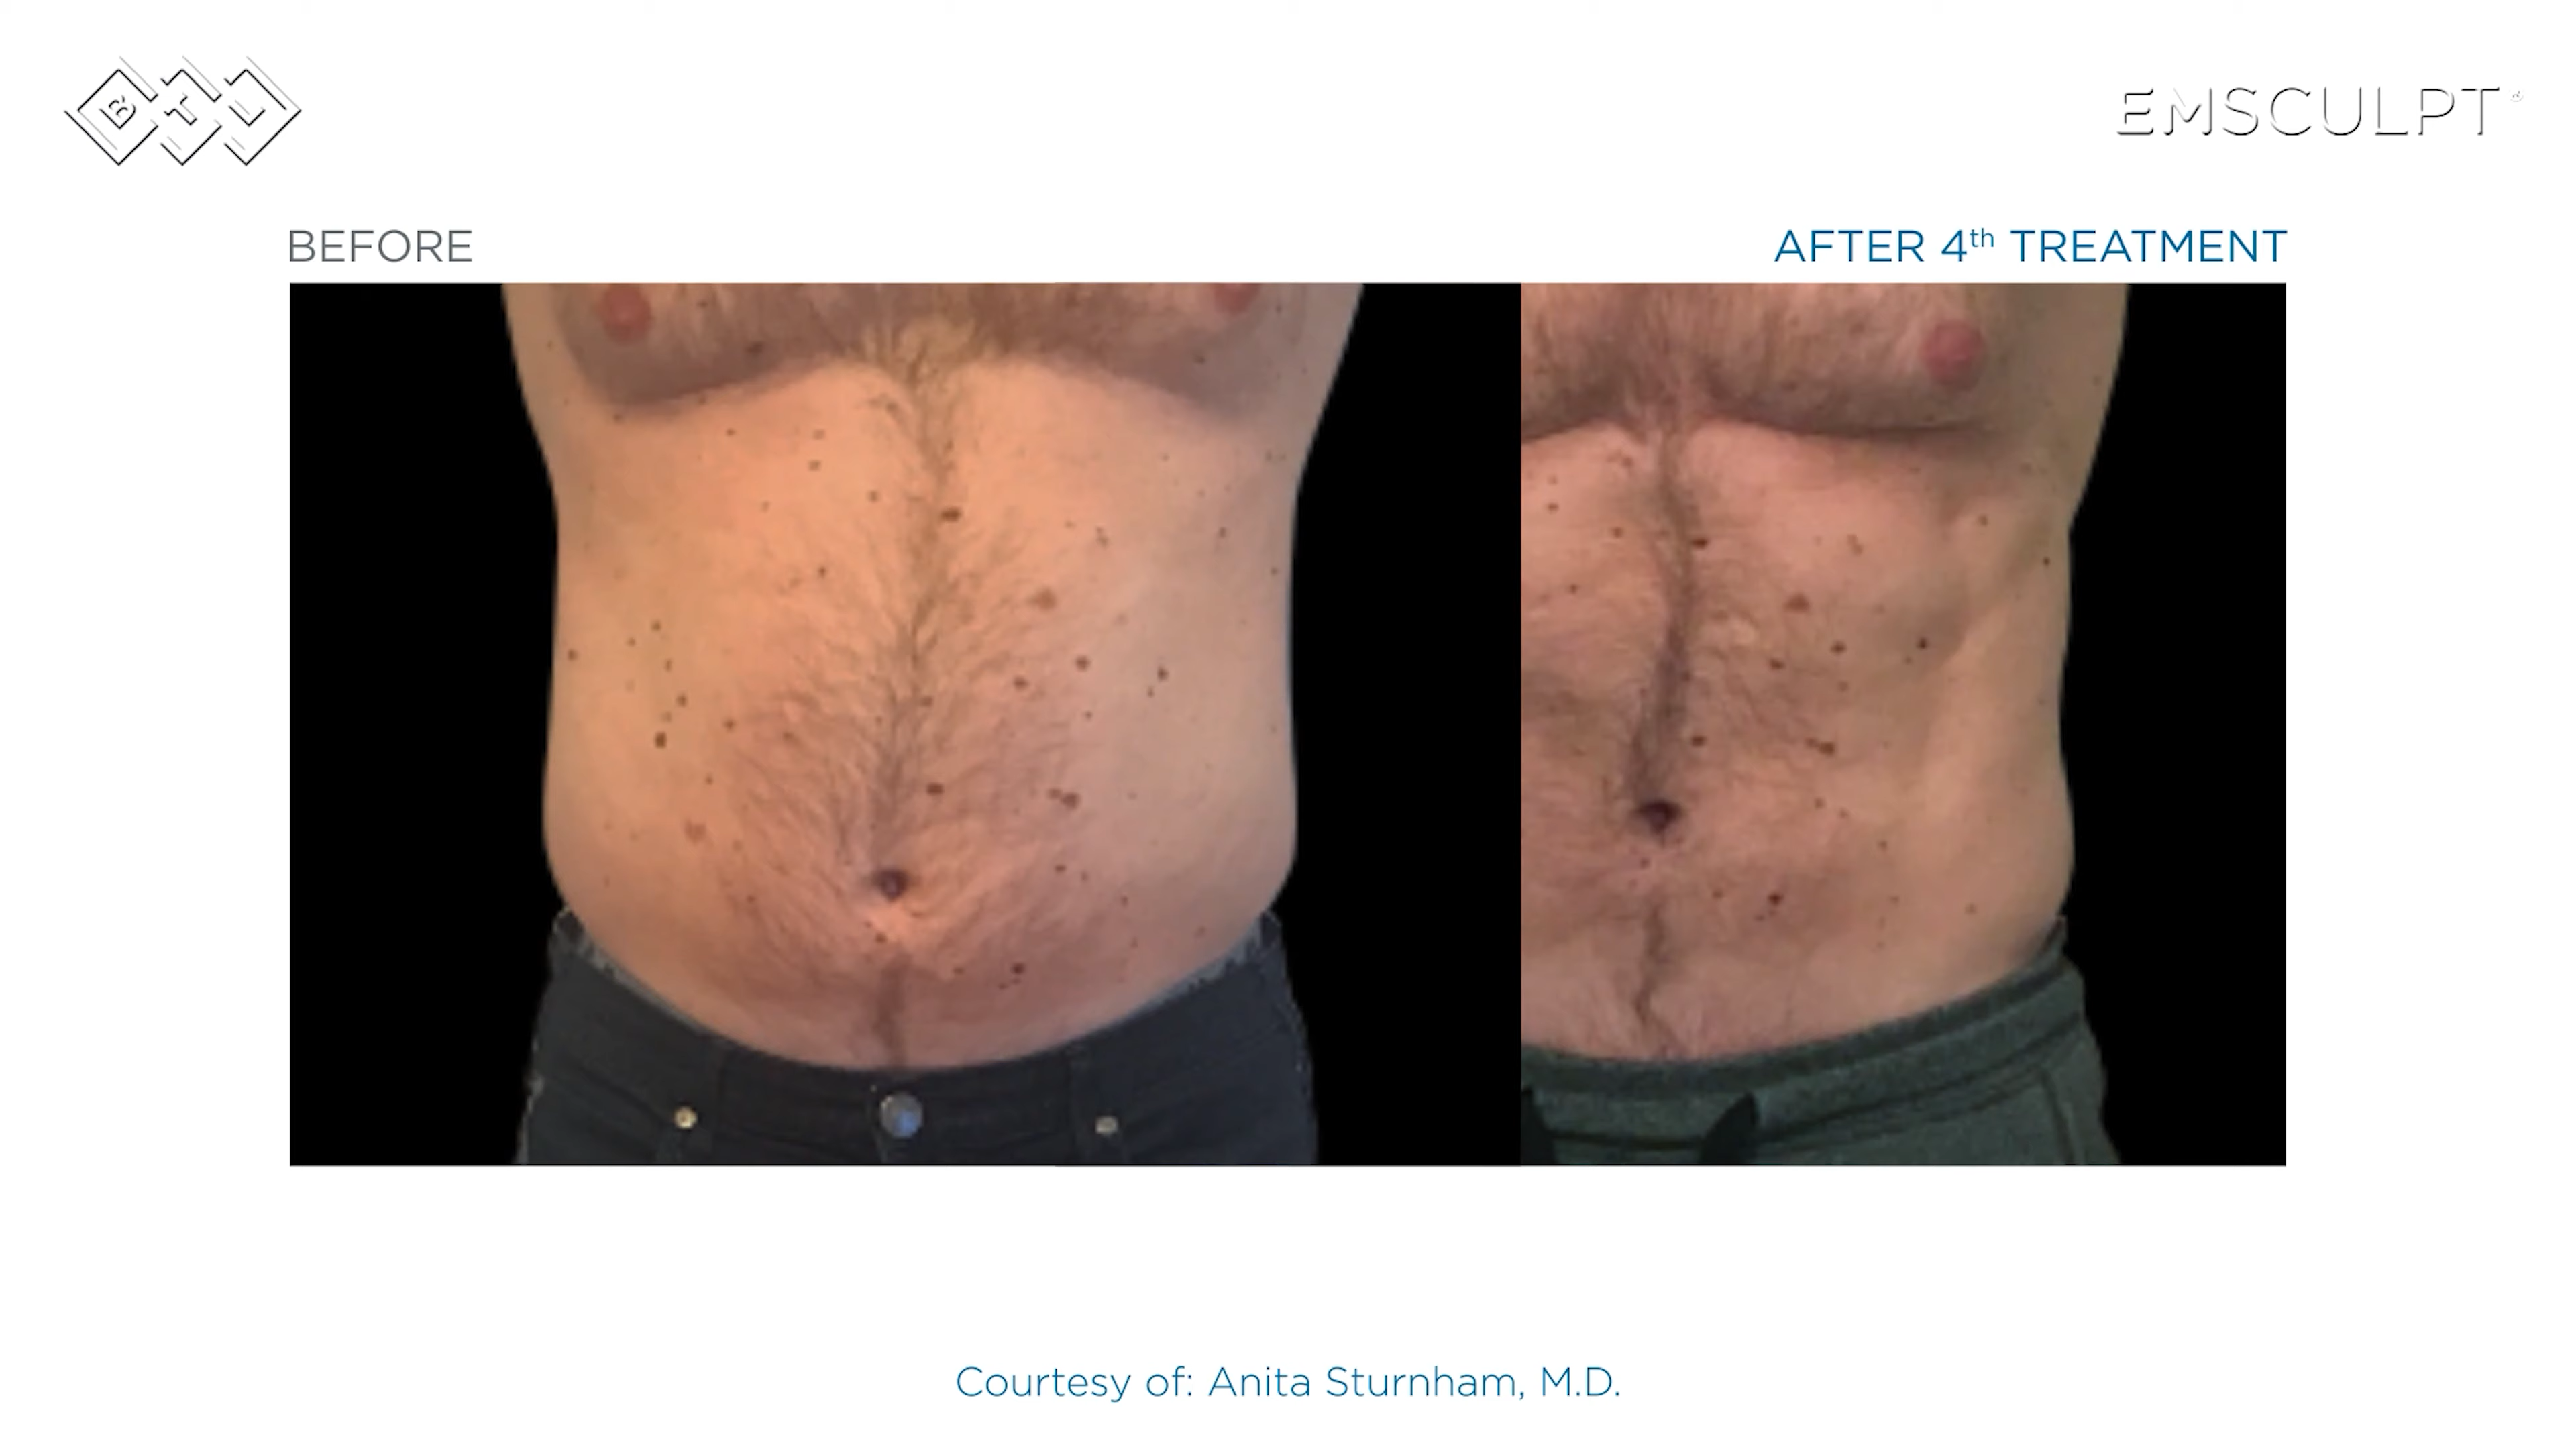 BTL
EMSCULPT®
BEFORE
AFTER 4th TREATMENT
Courtesy of: Anita Sturnham, M.D.